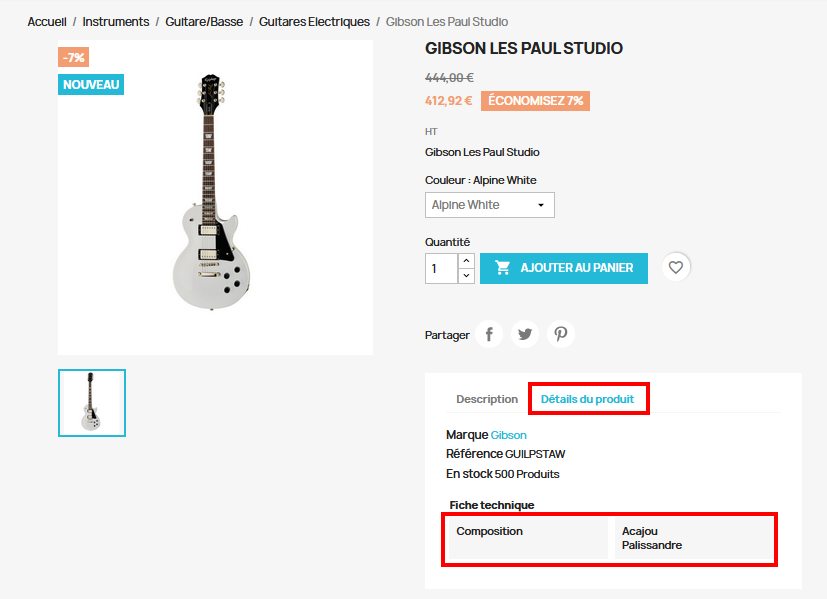 Accueil / Instruments / Guitare/Basse / Guitares Electriques / Gibson Les Paul Studio
-7%
NOUVEAU
GIBSON LES PAUL STUDIO
444,00 €
412,92 € ÉCONOMISEZ 7%
HT
Gibson Les Paul Studio
Couleur : Alpine White
Alpine White
Quantité
1
AJOUTER AU PANIER
Partager
Description Détails du produit
Marque Gibson
Référence GUILPSTAW
En stock 500 Produits
Fiche technique
Composition Acajou
Palissandre